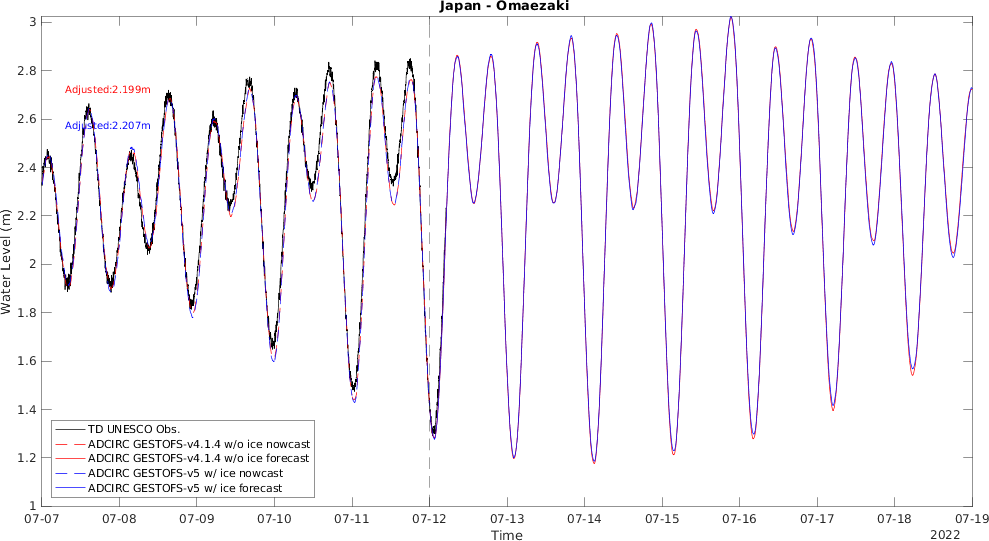 Japan - Omaezaki
3
2.8
2.6
2.4
2.2
2
1.8
1.6
1.4
1.2
1
Water Level (m)
Adjusted:2.199m
Adjusted:2.207m
TD UNESCO Obs.
ADCIRC GESTOFS-v4.1.4 w/o ice nowcast
ADCIRC GESTOFS-v4.1.4 w/o ice forecast
ADCIRC GESTOFS-v5 w/ ice nowcast
ADCIRC GESTOFS-v5 w/ ice forecast
07-07 07-08 07-09 07-10 07-11 07-12 07-13 07-14 07-15 07-16 07-17 07-18 07-19
Time
2022